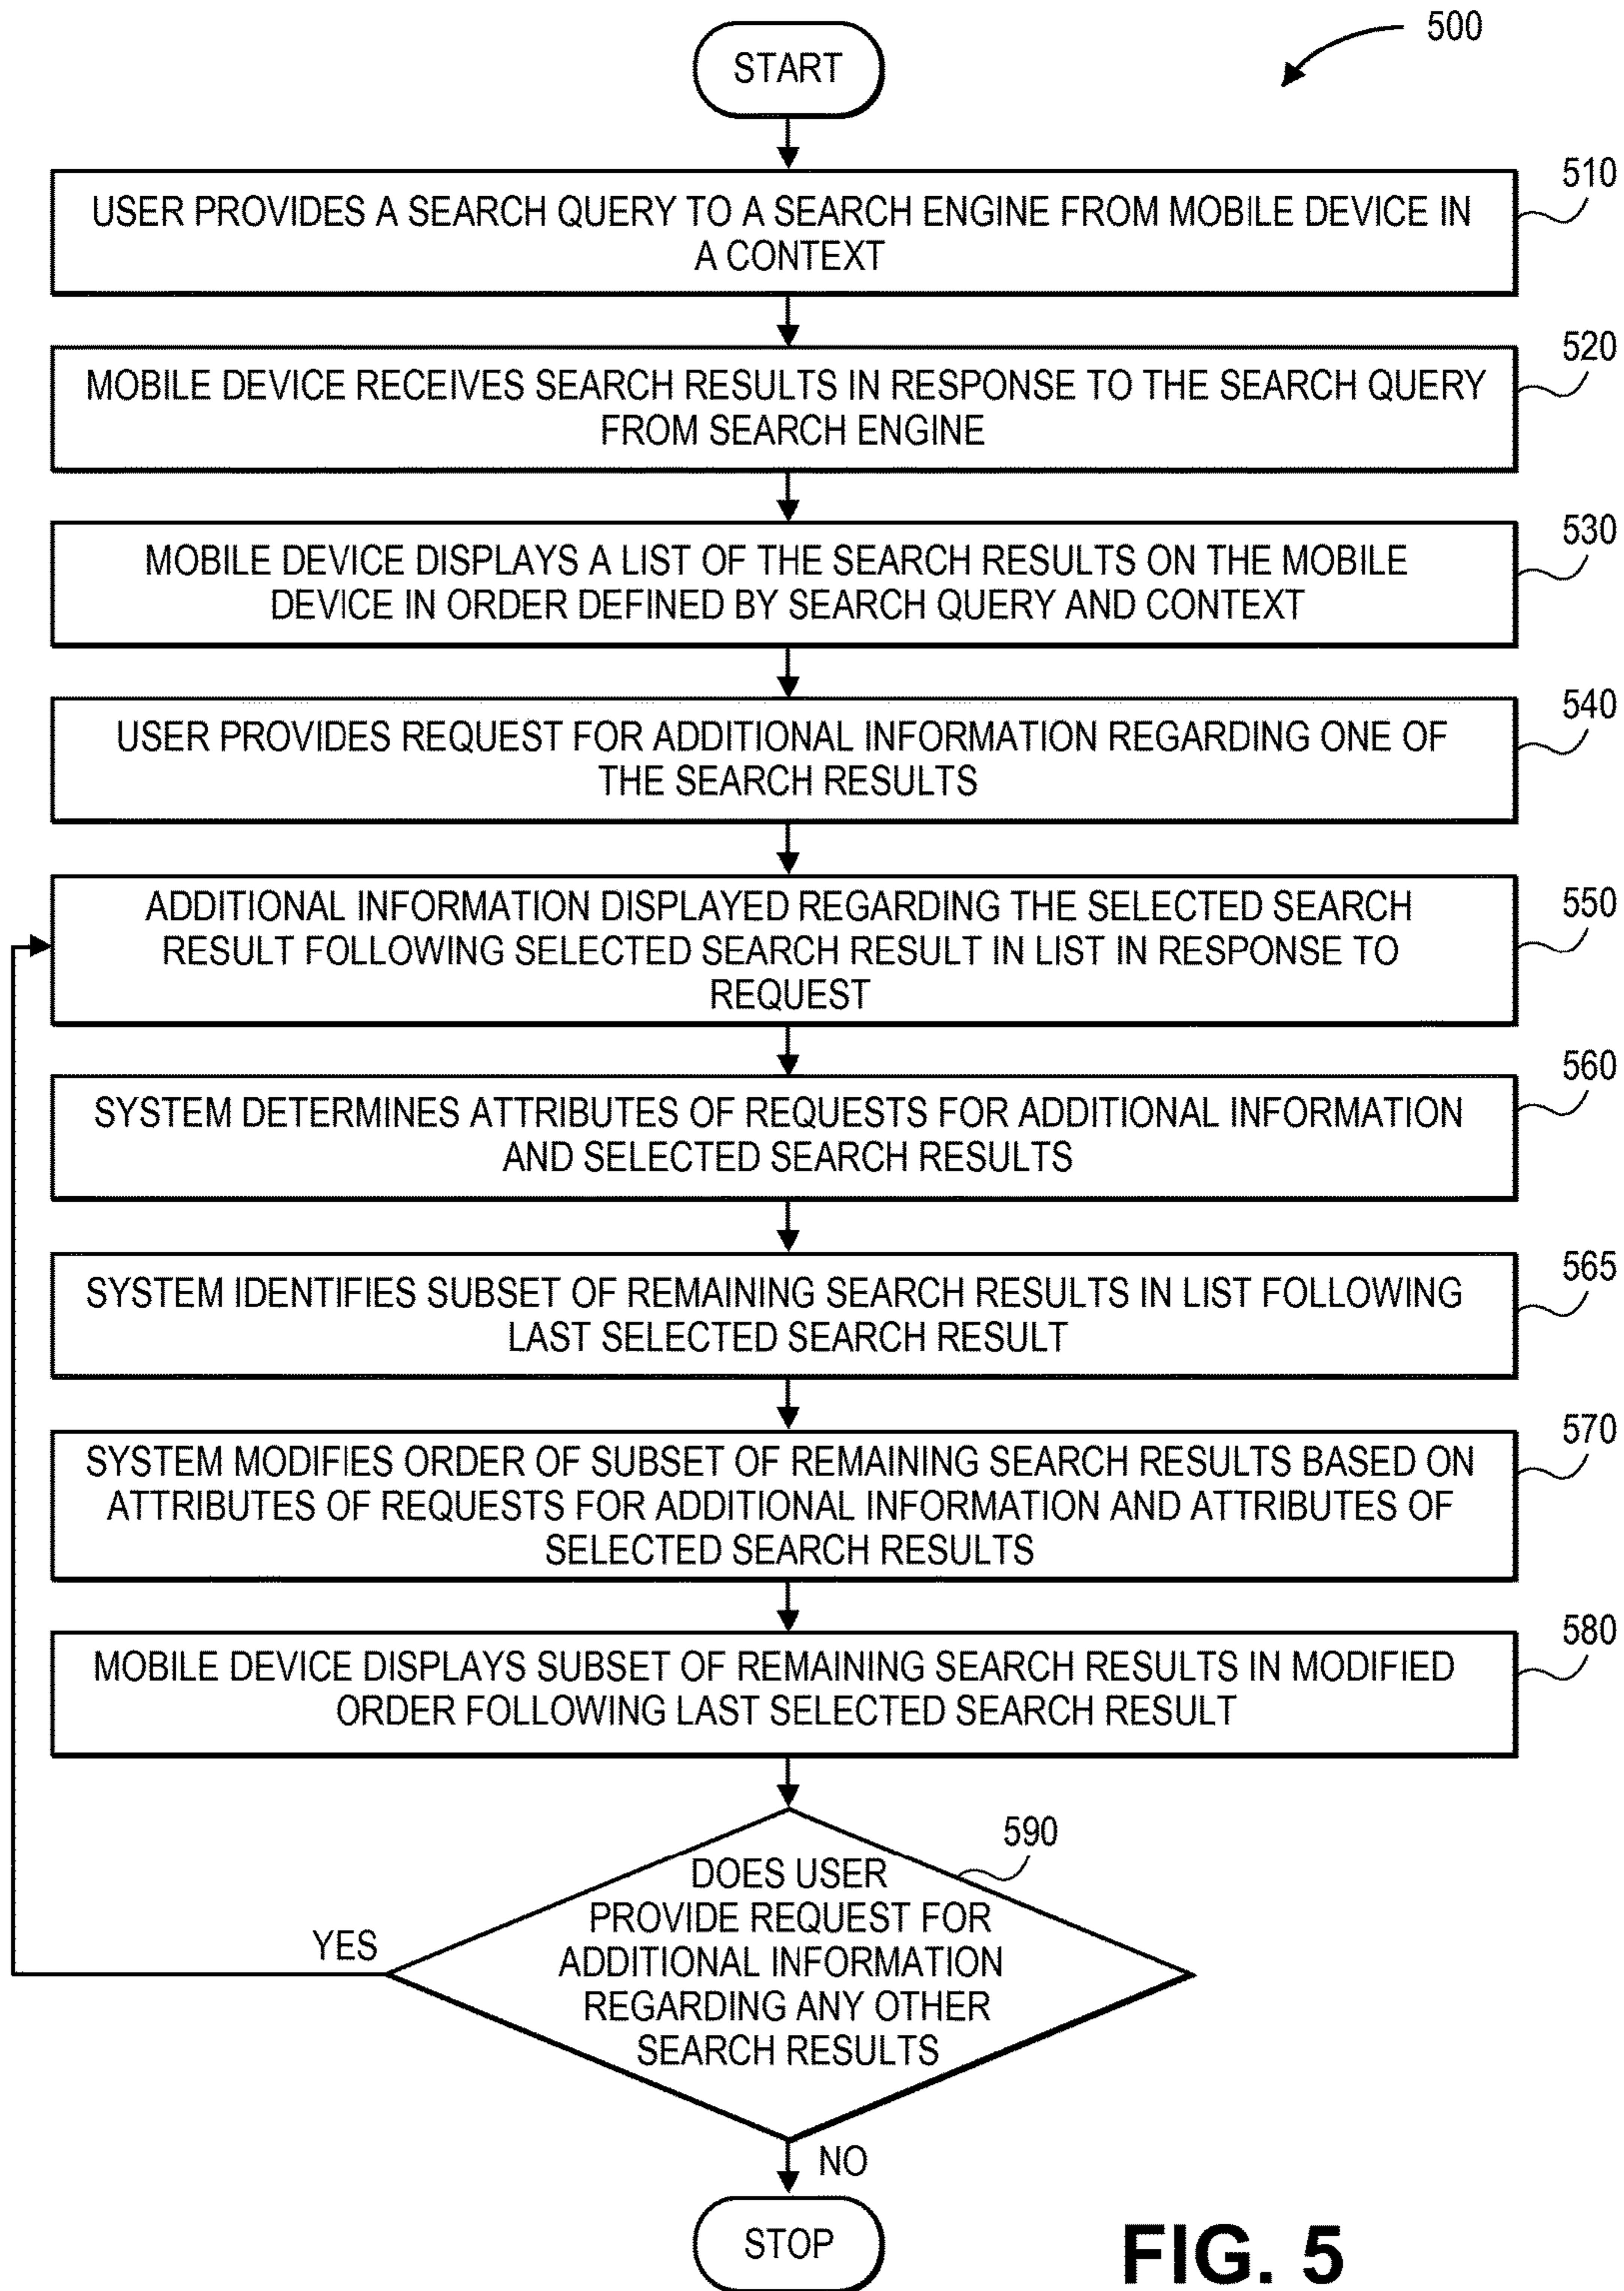 500
START
510
USER PROVIDES A SEARCH QUERY TO A SEARCH ENGINE FROM MOBILE DEVICE IN
A CONTEXT
520
MOBILE DEVICE RECEIVES SEARCH RESULTS IN RESPONSE TO THE SEARCH QUERY
FROM SEARCH ENGINE
530
MOBILE DEVICE DISPLAYS A LIST OF THE SEARCH RESULTS ON THE MOBILE
DEVICE IN ORDER DEFINED BY SEARCH QUERY AND CONTEXT
540
USER PROVIDES REQUEST FOR ADDITIONAL INFORMATION REGARDING ONE OF
THE SEARCH RESULTS
550
ADDITIONAL INFORMATION DISPLAYED REGARDING THE SELECTED SEARCH
RESULT FOLLOWING SELECTED SEARCH RESULT IN LIST IN RESPONSE TO
REQUEST
560
SYSTEM DETERMINES ATTRIBUTES OF REQUESTS FOR ADDITIONAL INFORMATION
AND SELECTED SEARCH RESULTS
565
SYSTEM IDENTIFIES SUBSET OF REMAINING SEARCH RESULTS IN LIST FOLLOWING
LAST SELECTED SEARCH RESULT
570
SYSTEM MODIFIES ORDER OF SUBSET OF REMAINING SEARCH RESULTS BASED ON
ATTRIBUTES OF REQUESTS FOR ADDITIONAL INFORMATION AND ATTRIBUTES OF
SELECTED SEARCH RESULTS
580
MOBILE DEVICE DISPLAYS SUBSET OF REMAINING SEARCH RESULTS IN MODIFIED
ORDER FOLLOWING LAST SELECTED SEARCH RESULT
590
DOES USER
PROVIDE REQUEST FOR
ADDITIONAL INFORMATION
REGARDING ANY OTHER
SEARCH RESULTS
YES
NO
STOP
FIG. 5